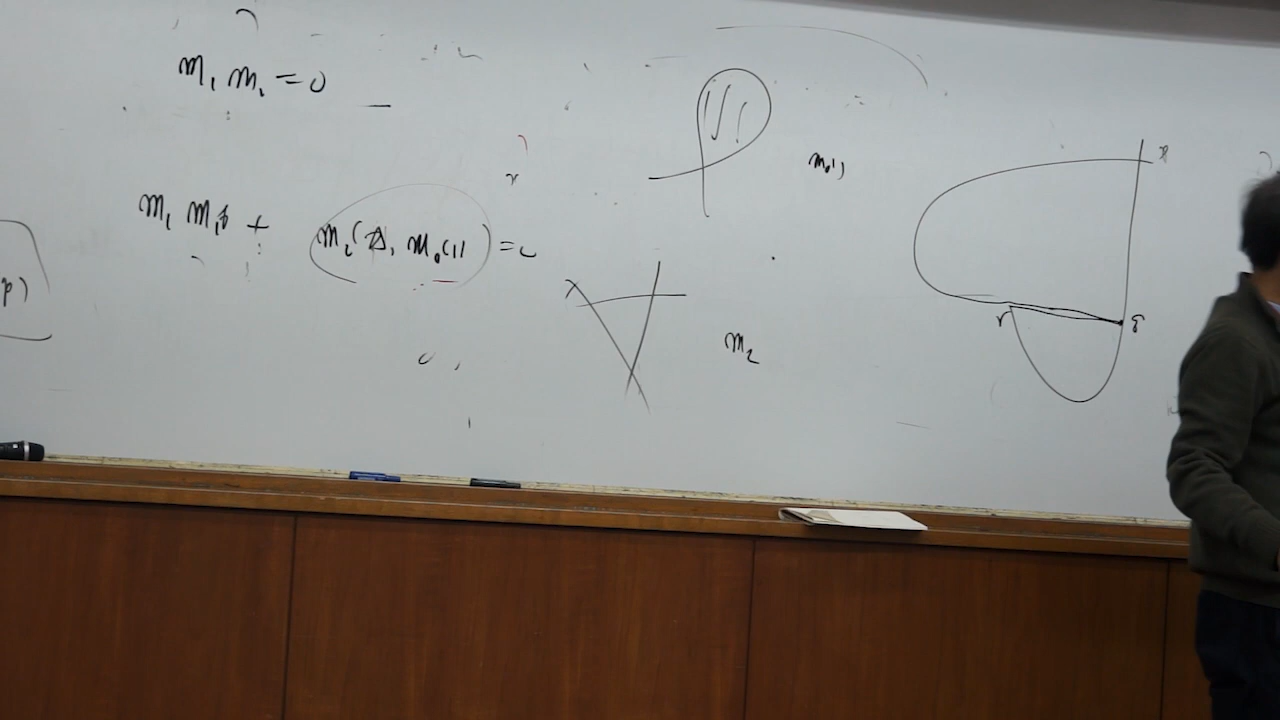 m₁ m₁ = 0
m₀(1)
m₁ m₁ + m₂( , m₀(1)) = 0
p)
m₂
r
q